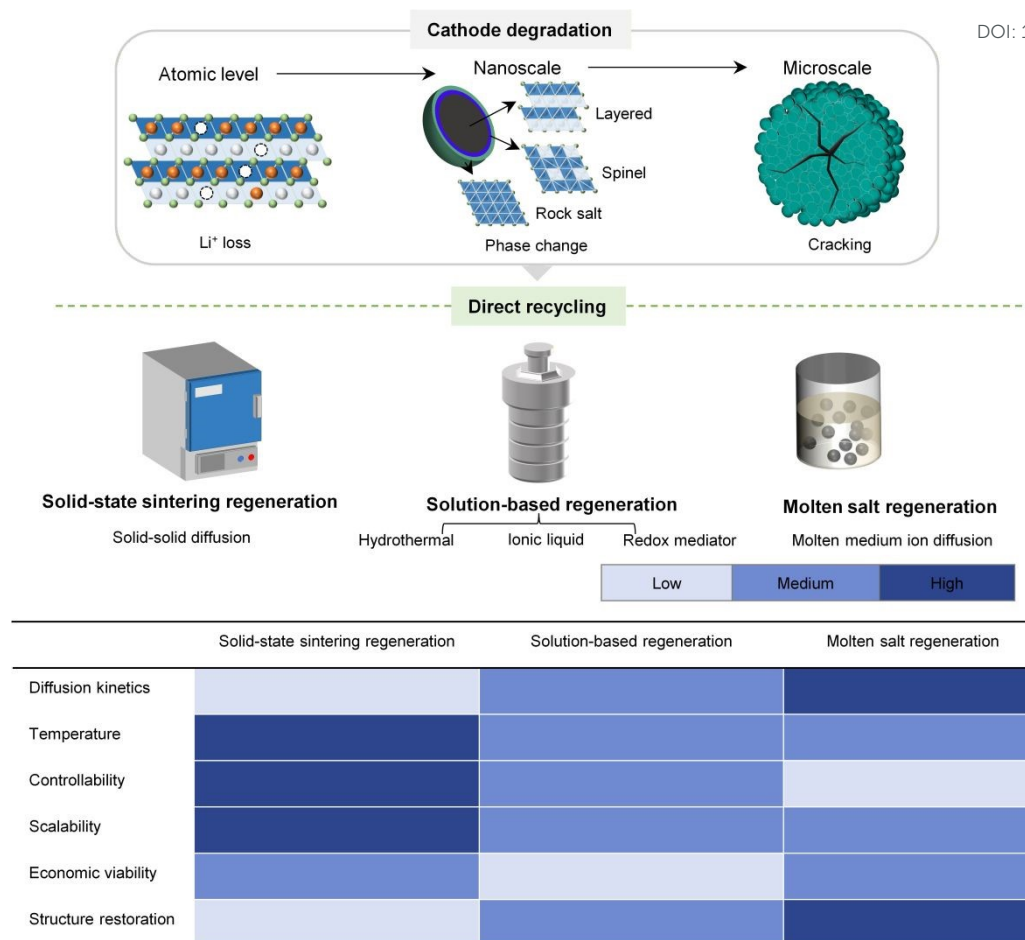 DOI: 1
Cathode degradation
Atomic level
Nanoscale
Microscale
Layered
Spinel
Rock salt
Li⁺ loss
Phase change
Cracking
Direct recycling
Solid-state sintering regeneration
Solution-based regeneration
Molten salt regeneration
Solid-solid diffusion
Hydrothermal
Ionic liquid
Redox mediator
Molten medium ion diffusion
Low
Medium
High
Solid-state sintering regeneration
Solution-based regeneration
Molten salt regeneration
Diffusion kinetics
Temperature
Controllability
Scalability
Economic viability
Structure restoration